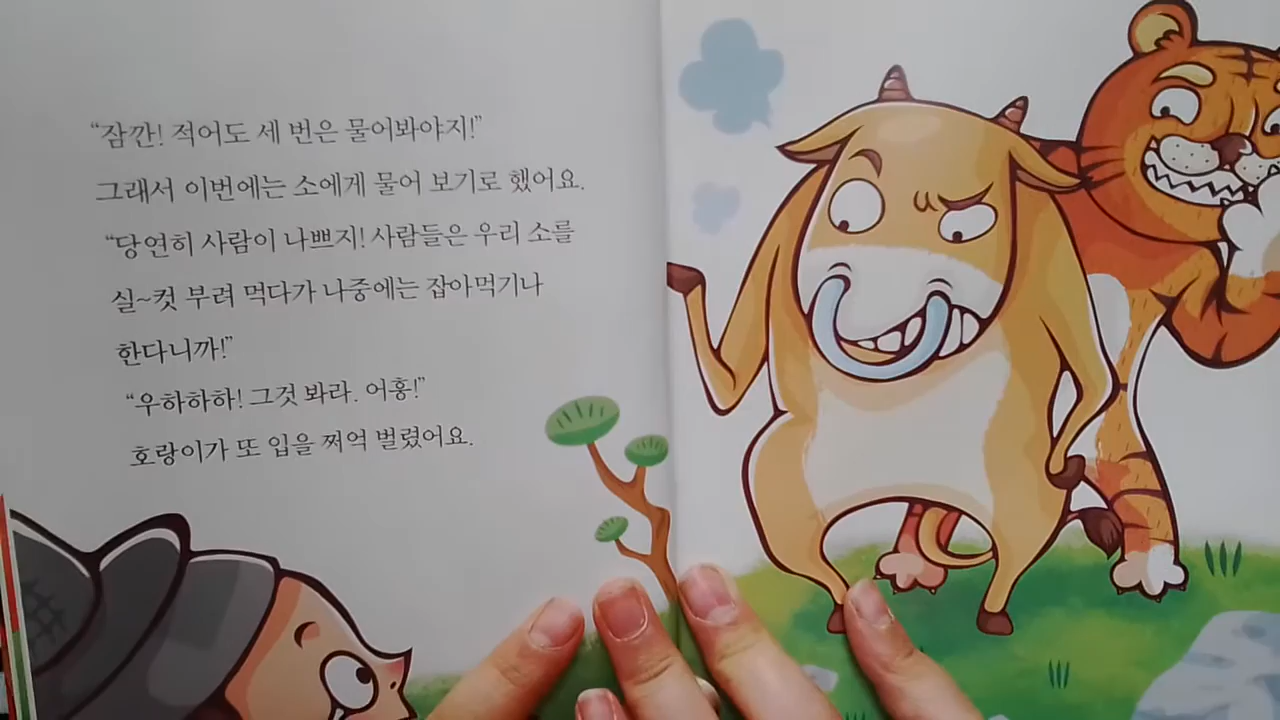 “잠깐! 적어도 세 번은 물어봐야지!”
그래서 이번에는 소에게 물어 보기로 했어요.
“당연히 사람이 나쁘지! 사람들은 우리 소를
실~컷 부려 먹다가 나중에는 잡아먹기나
한다니까!”
“우하하하! 그것 봐라. 어흥!”
호랑이가 또 입을 쩌억 벌렸어요.